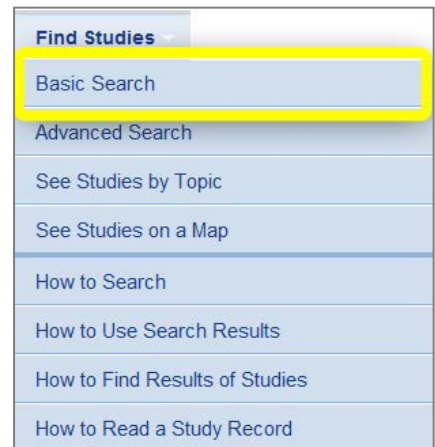 Find Studies
Basic Search
Advanced Search
See Studies by Topic
See Studies on a Map
How to Search
How to Use Search Results
How to Find Results of Studies
How to Read a Study Record